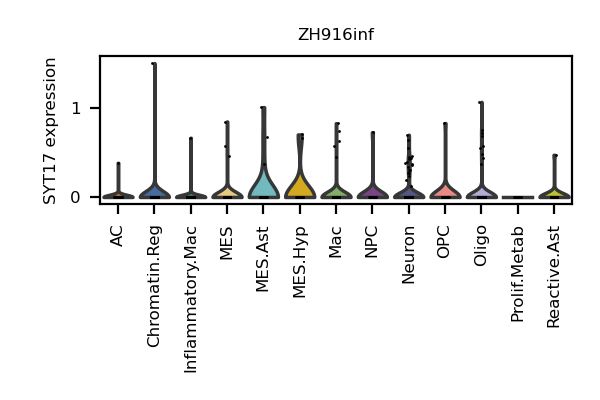 ZH916inf
SYT17 expression
1
0
AC
Chromatin.Reg
Inflammatory.Mac
MES
MES.Ast
MES.Hyp
Mac
NPC
Neuron
OPC
Oligo
Prolif.Metab
Reactive.Ast